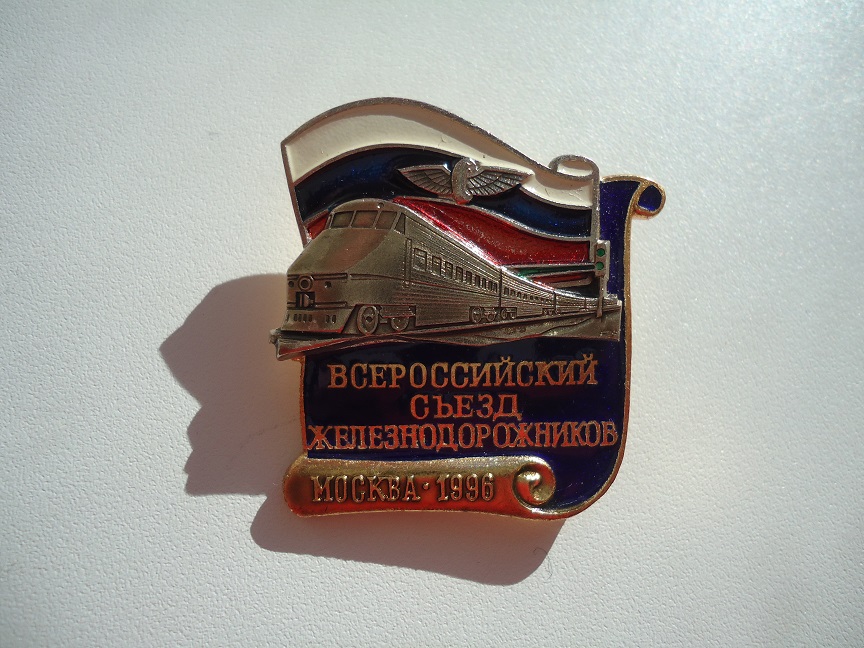 ВСЕРОССИЙСКИЙ
СЪЕЗД
ЖЕЛЕЗНОДОРОЖНИКОВ
МОСКВА · 1996